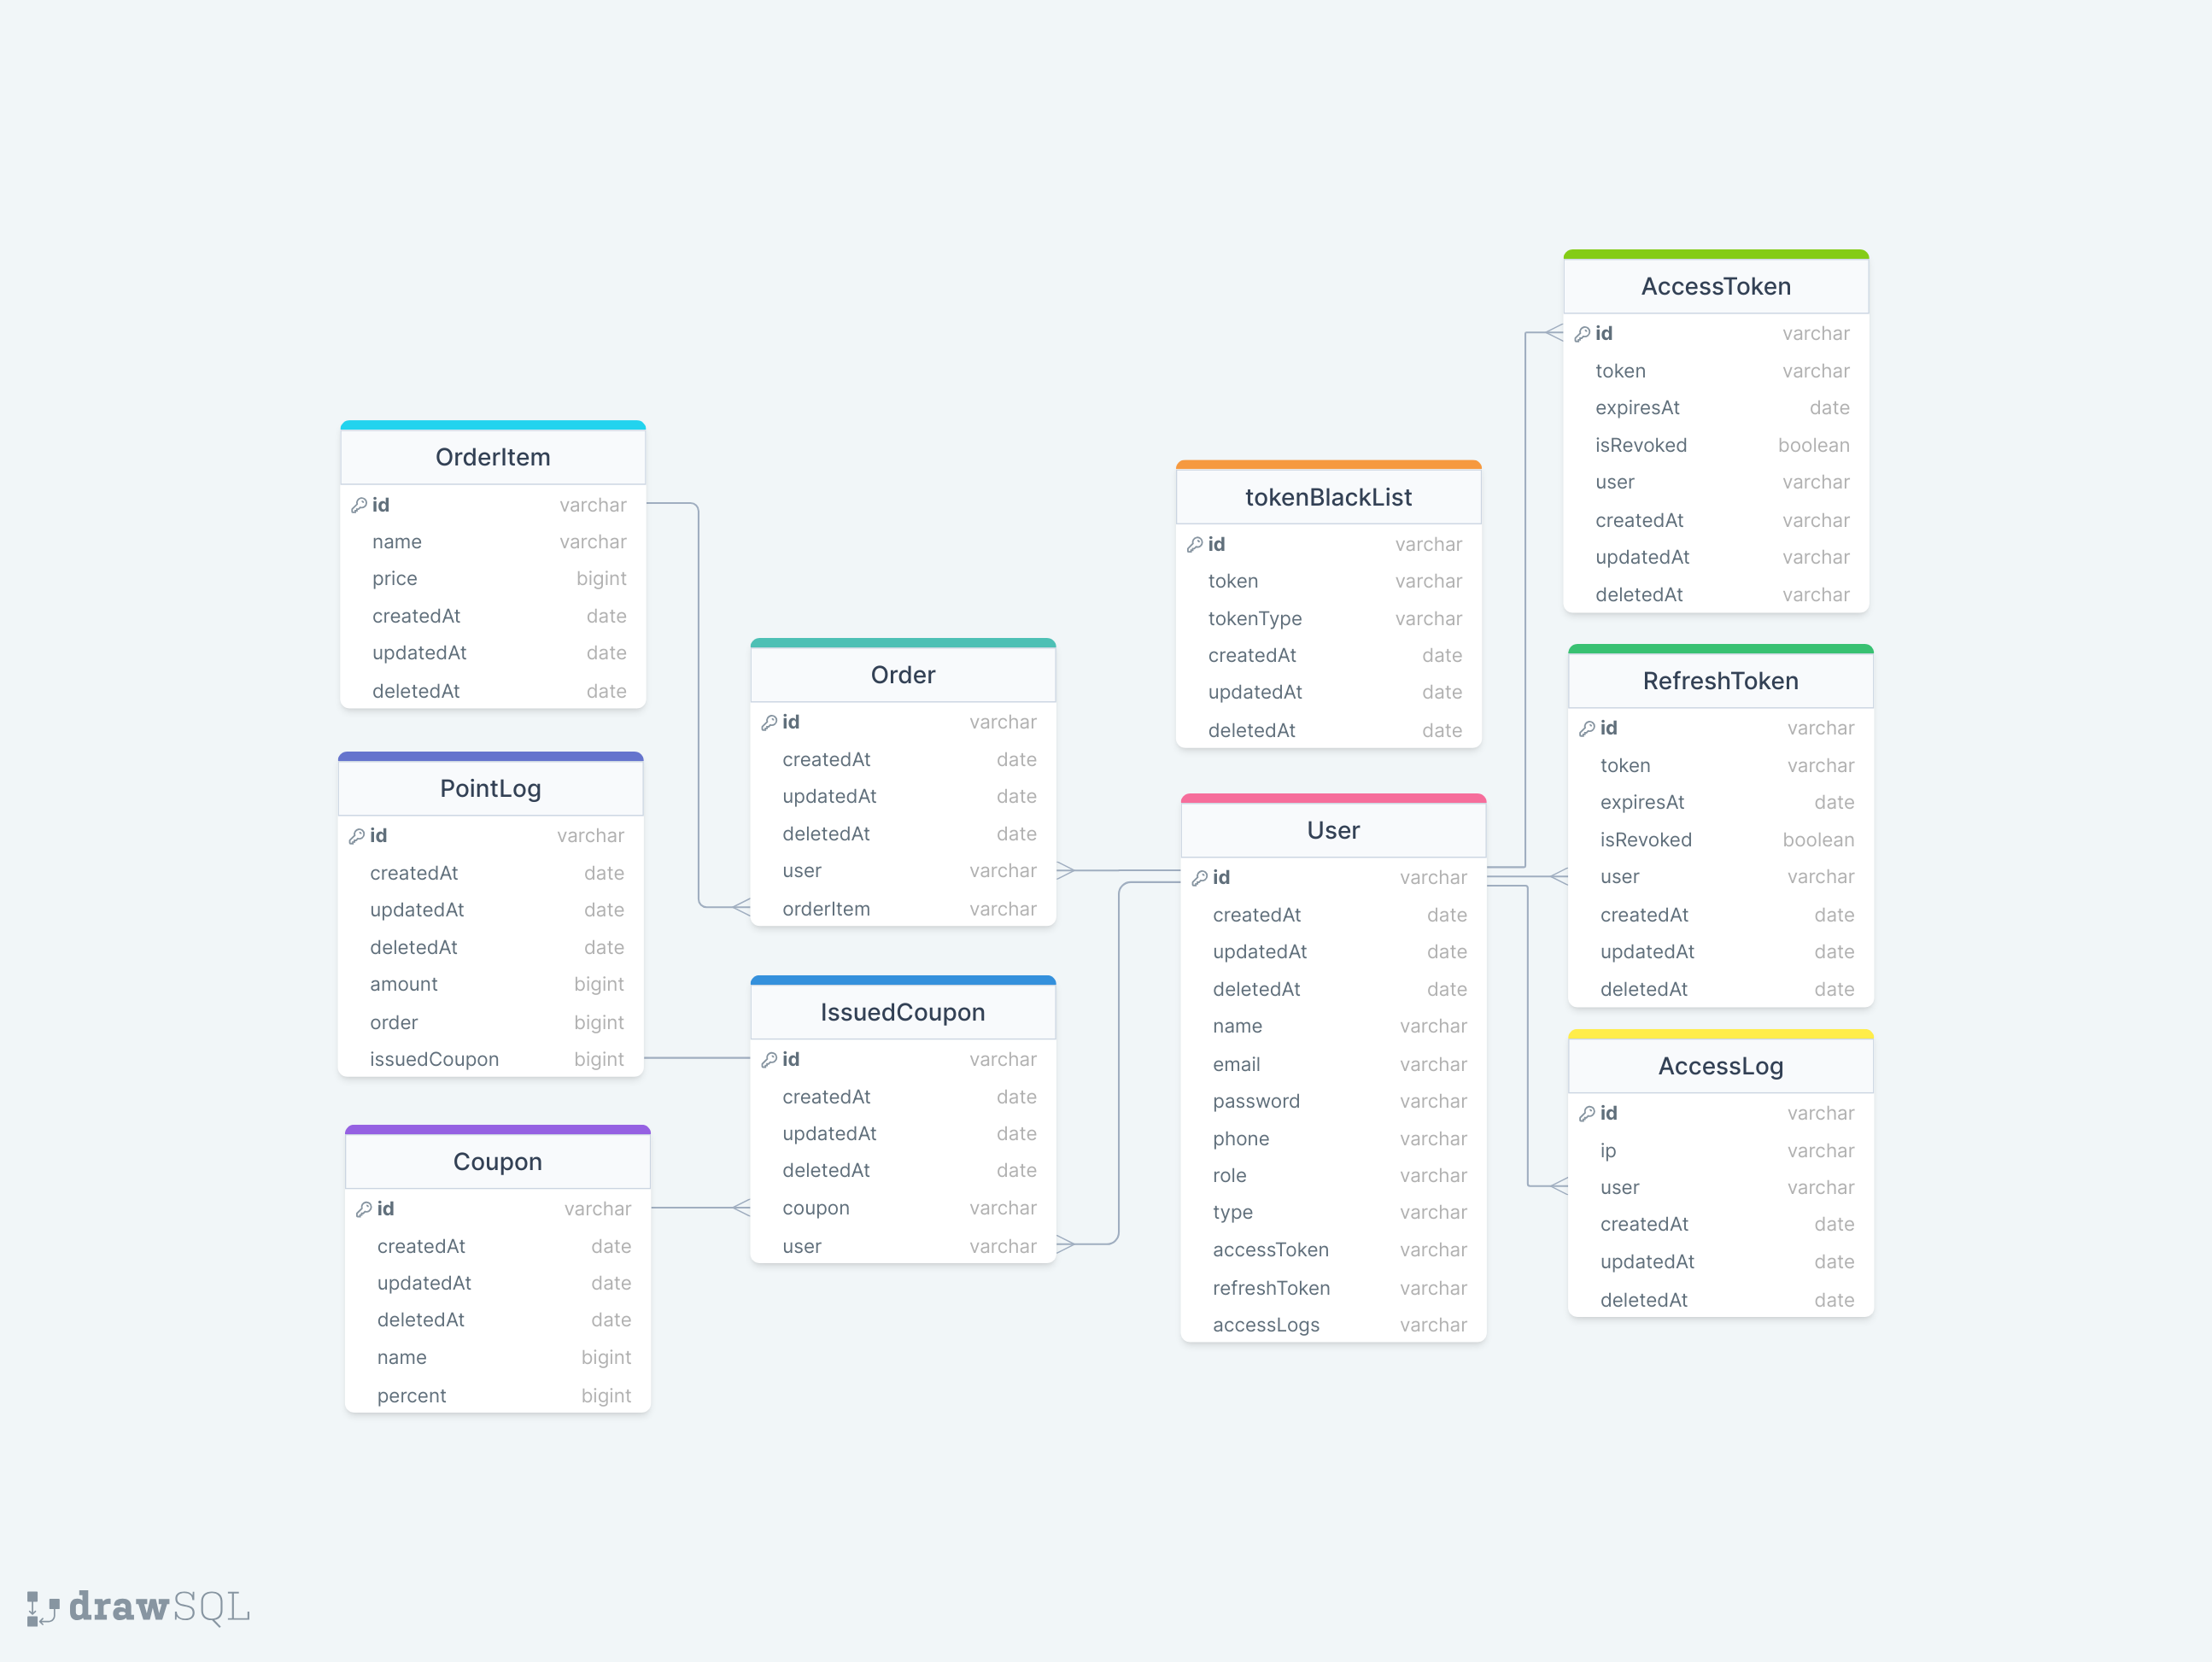 OrderItem
id varchar
name varchar
price bigint
createdAt date
updatedAt date
deletedAt date
PointLog
id varchar
createdAt date
updatedAt date
deletedAt date
amount bigint
order bigint
issuedCoupon bigint
Coupon
id varchar
createdAt date
updatedAt date
deletedAt date
name bigint
percent bigint
Order
id varchar
createdAt date
updatedAt date
deletedAt date
user varchar
orderItem varchar
IssuedCoupon
id varchar
createdAt date
updatedAt date
deletedAt date
coupon varchar
user varchar
tokenBlackList
id varchar
token varchar
tokenType varchar
createdAt date
updatedAt date
deletedAt date
User
id varchar
createdAt date
updatedAt date
deletedAt date
name varchar
email varchar
password varchar
phone varchar
role varchar
type varchar
accessToken varchar
refreshToken varchar
accessLogs varchar
AccessToken
id varchar
token varchar
expiresAt date
isRevoked boolean
user varchar
createdAt varchar
updatedAt varchar
deletedAt varchar
RefreshToken
id varchar
token varchar
expiresAt date
isRevoked boolean
user varchar
createdAt date
updatedAt date
deletedAt date
AccessLog
id varchar
ip varchar
user varchar
createdAt date
updatedAt date
deletedAt date
drawSQL